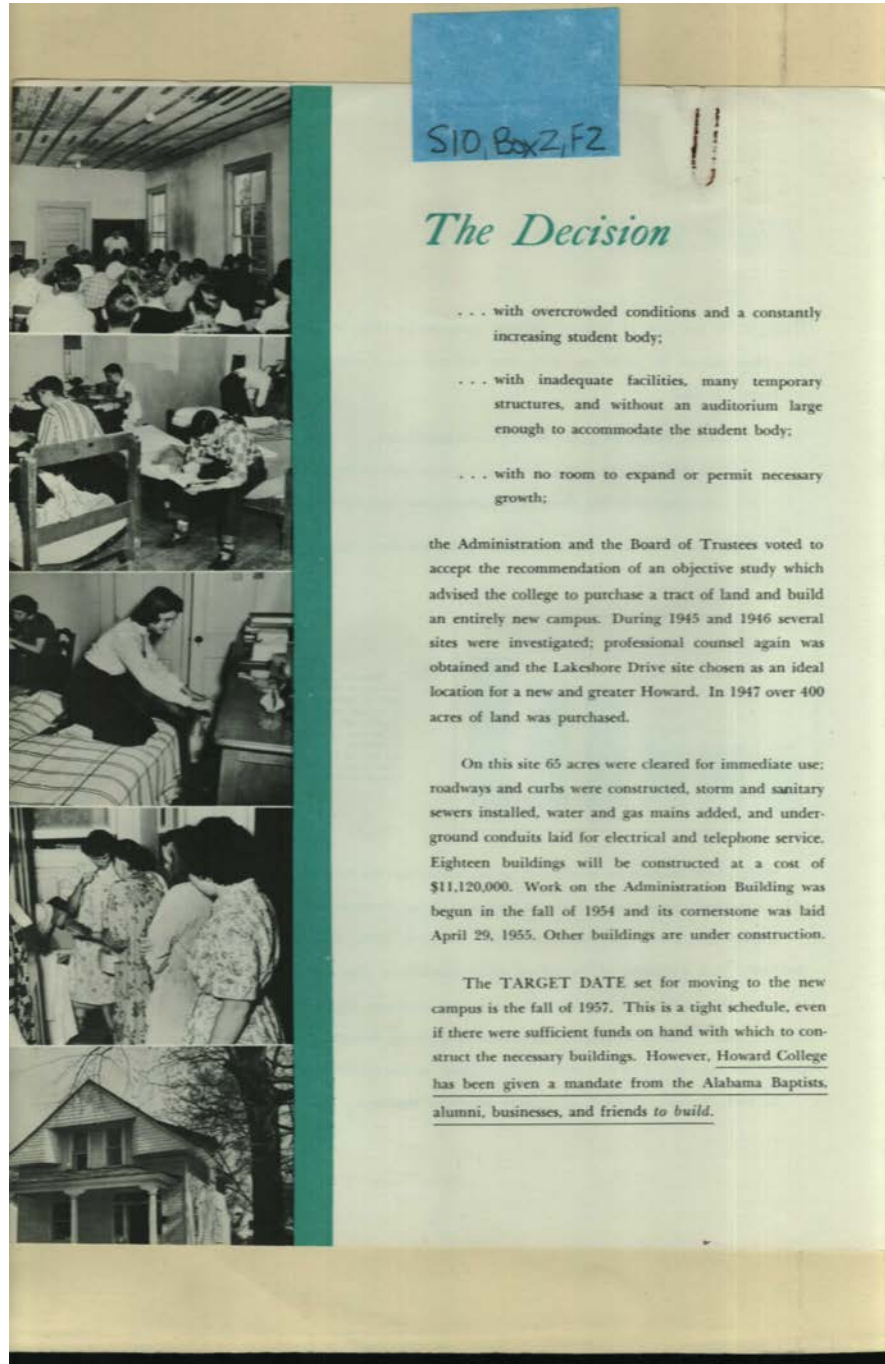 S10, Box 2, F2
The Decision
. . . with overcrowded conditions and a constantly
increasing student body;
. . . with inadequate facilities, many temporary
structures, and without an auditorium large
enough to accommodate the student body;
. . . with no room to expand or permit necessary
growth;
the Administration and the Board of Trustees voted to
accept the recommendation of an objective study which
advised the college to purchase a tract of land and build
an entirely new campus. During 1945 and 1946 several
sites were investigated; professional counsel again was
obtained and the Lakeshore Drive site chosen as an ideal
location for a new and greater Howard. In 1947 over 400
acres of land was purchased.
On this site 65 acres were cleared for immediate use;
roadways and curbs were constructed, storm and sanitary
sewers installed, water and gas mains added, and under-
ground conduits laid for electrical and telephone service.
Eighteen buildings will be constructed at a cost of
$11,120,000. Work on the Administration Building was
begun in the fall of 1954 and its cornerstone was laid
April 29, 1955. Other buildings are under construction.
The TARGET DATE set for moving to the new
campus is the fall of 1957. This is a tight schedule, even
if there were sufficient funds on hand with which to con-
struct the necessary buildings. However, Howard College
has been given a mandate from the Alabama Baptists,
alumni, businesses, and friends to build.